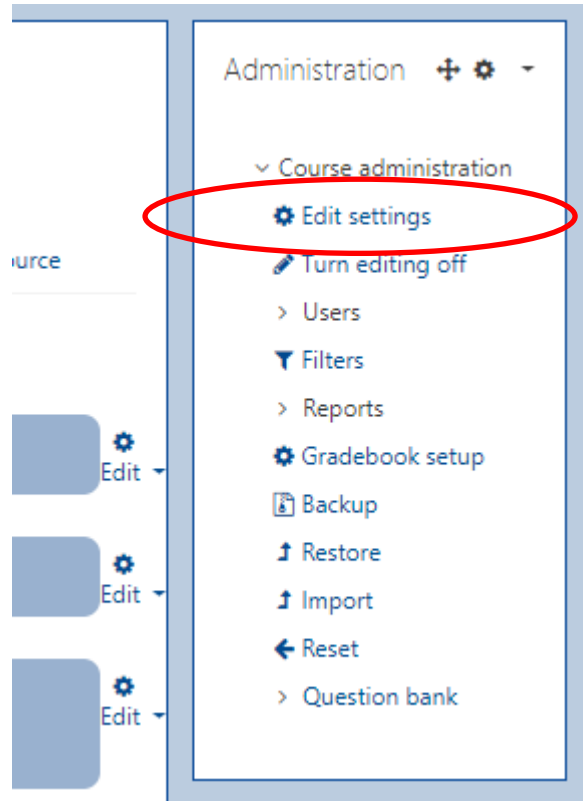 Administration
Course administration
Edit settings
Turn editing off
Users
Filters
Reports
Gradebook setup
Backup
Restore
Import
Reset
Question bank
Edit
Edit
Edit